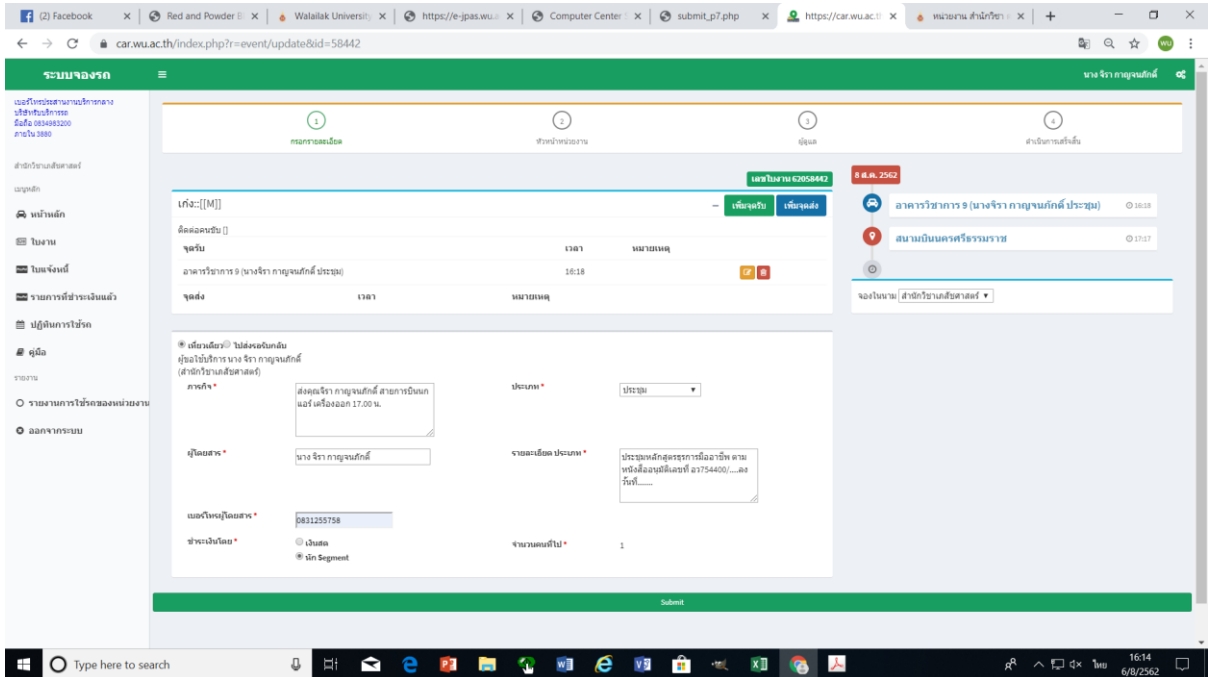 (2) Facebook
Red and Powder B
Walailak University
https://e-jpas.wu.a
Computer Center
submit_p7.php
https://car.wu.ac.th
หน่วยงาน สำนักวิชา
car.wu.ac.th/index.php?r=event/update&id=58442
WU
ระบบจองรถ
นาง จิรา กาญจนภักดิ์
เบอร์โทรประสานงานบริการกลาง
บริษัทรับบริการรถ
มือถือ 0834983200
ภายใน 3880
สำนักวิชาเภสัชศาสตร์
เมนูหลัก
หน้าหลัก
ใบงาน
ใบแจ้งหนี้
รายการที่ชำระเงินแล้ว
ปฏิทินการใช้รถ
คู่มือ
รายงาน
รายงานการใช้รถของหน่วยงาน
ออกจากระบบ
1
กรอกรายละเอียด
2
หัวหน้าหน่วยงาน
3
ผู้ดูแล
4
ดำเนินการเสร็จสิ้น
เลขใบงาน 62058442
เก๋ง::[[M]]
เพิ่มจุดรับ
เพิ่มจุดส่ง
ติดต่อคนขับ []
จุดรับ เวลา หมายเหตุ
อาคารวิชาการ 9 (นางจิรา กาญจนภักดิ์ ประชุม) 16:18
จุดส่ง เวลา หมายเหตุ
8 ส.ค. 2562
อาคารวิชาการ 9 (นางจิรา กาญจนภักดิ์ ประชุม) 16:18
สนามบินนครศรีธรรมราช 17:17
จองในนาม สำนักวิชาเภสัชศาสตร์
เที่ยวเดียว ไปส่งรอรับกลับ
ผู้ขอใช้บริการ นาง จิรา กาญจนภักดิ์
(สำนักวิชาเภสัชศาสตร์)
ภารกิจ *
ส่งคุณจิรา กาญจนภักดิ์ สายการบินนก
แอร์ เครื่องออก 17.00 น.
ประเภท *
ประชุม
ผู้โดยสาร *
นาง จิรา กาญจนภักดิ์
รายละเอียด ประเภท *
ประชุมหลักสูตรธุรการมืออาชีพ ตาม
หนังสืออนุมัติเลขที่ อว754400/.....ลง
วันที่.......
เบอร์โทรผู้โดยสาร *
0831255758
ชำระเงินโดย *
เงินสด
หัก Segment
จำนวนคนที่ไป *
1
Submit
Type here to search
ไทย
16:14
6/8/2562